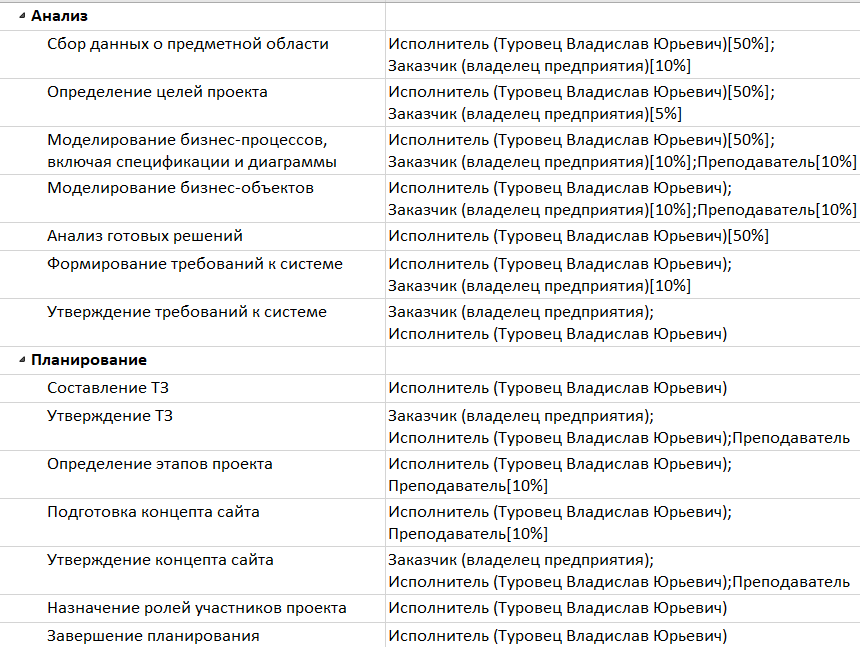 Анализ
Сбор данных о предметной области
Исполнитель (Туровец Владислав Юрьевич)[50%];
Заказчик (владелец предприятия)[10%]
Определение целей проекта
Исполнитель (Туровец Владислав Юрьевич)[50%];
Заказчик (владелец предприятия)[5%]
Моделирование бизнес-процессов,
включая спецификации и диаграммы
Исполнитель (Туровец Владислав Юрьевич)[50%];
Заказчик (владелец предприятия)[10%];Преподаватель[10%]
Моделирование бизнес-объектов
Исполнитель (Туровец Владислав Юрьевич);
Заказчик (владелец предприятия)[10%];Преподаватель[10%]
Анализ готовых решений
Исполнитель (Туровец Владислав Юрьевич)[50%]
Формирование требований к системе
Исполнитель (Туровец Владислав Юрьевич);
Заказчик (владелец предприятия)[10%]
Утверждение требований к системе
Заказчик (владелец предприятия);
Исполнитель (Туровец Владислав Юрьевич)
Планирование
Составление ТЗ
Исполнитель (Туровец Владислав Юрьевич)
Утверждение ТЗ
Заказчик (владелец предприятия);
Исполнитель (Туровец Владислав Юрьевич);Преподаватель
Определение этапов проекта
Исполнитель (Туровец Владислав Юрьевич);
Преподаватель[10%]
Подготовка концепта сайта
Исполнитель (Туровец Владислав Юрьевич);
Преподаватель[10%]
Утверждение концепта сайта
Заказчик (владелец предприятия);
Исполнитель (Туровец Владислав Юрьевич);Преподаватель
Назначение ролей участников проекта
Исполнитель (Туровец Владислав Юрьевич)
Завершение планирования
Исполнитель (Туровец Владислав Юрьевич)